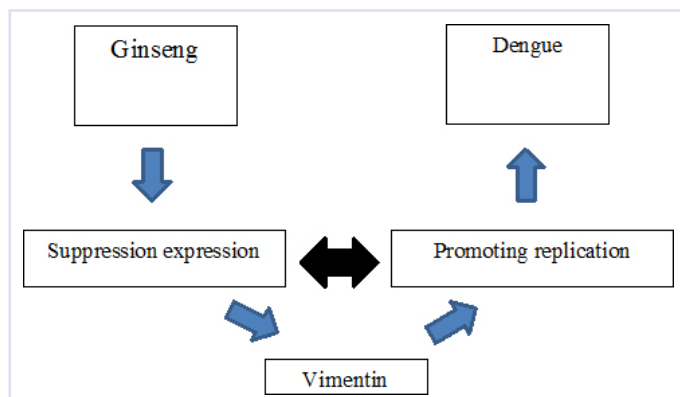 Ginseng
Dengue
Suppression expression
Promoting replication
Vimentin